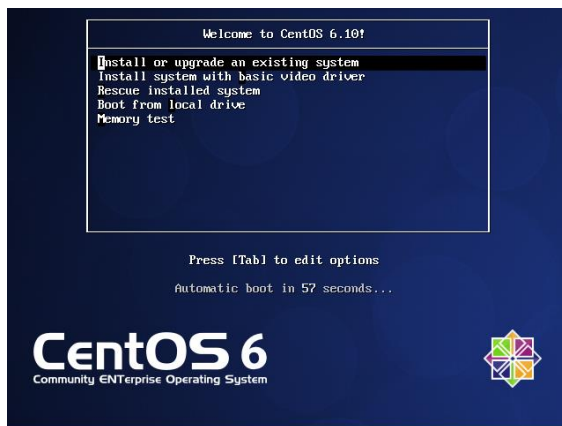 Welcome to CentOS 6.10!
Install or upgrade an existing system
Install system with basic video driver
Rescue installed system
Boot from local drive
Memory test
Press [Tab] to edit options
Automatic boot in 57 seconds...
CentOS 6
Community ENTerprise Operating System